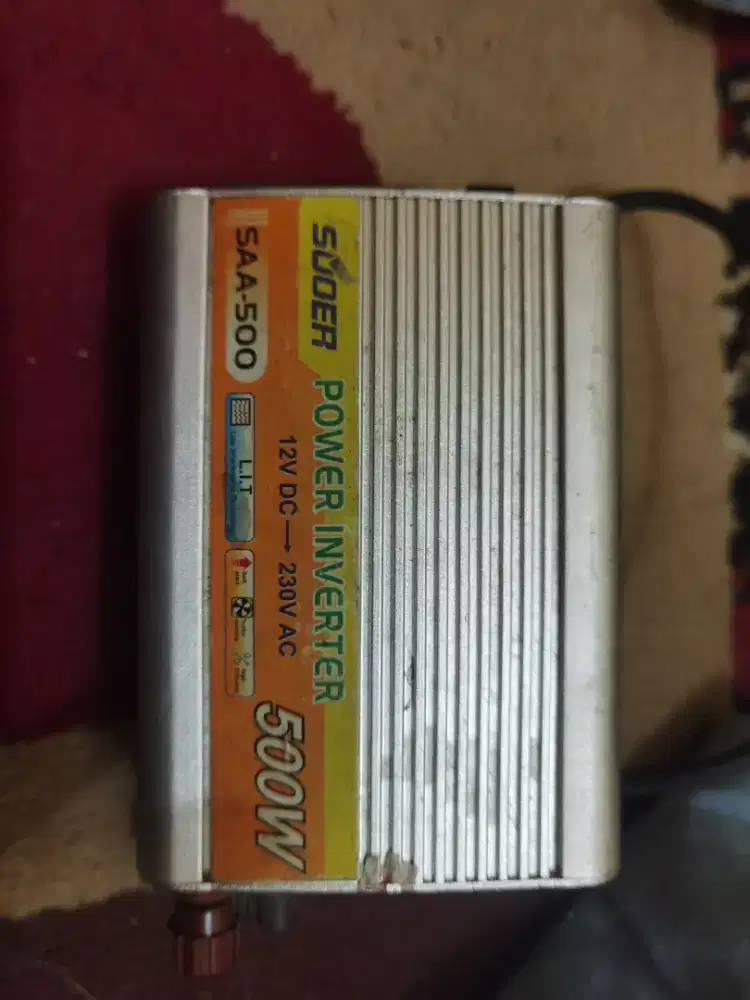 SUOER
POWER INVERTER
12V DC→ 230V AC
500W
SAA-500
L.I.T